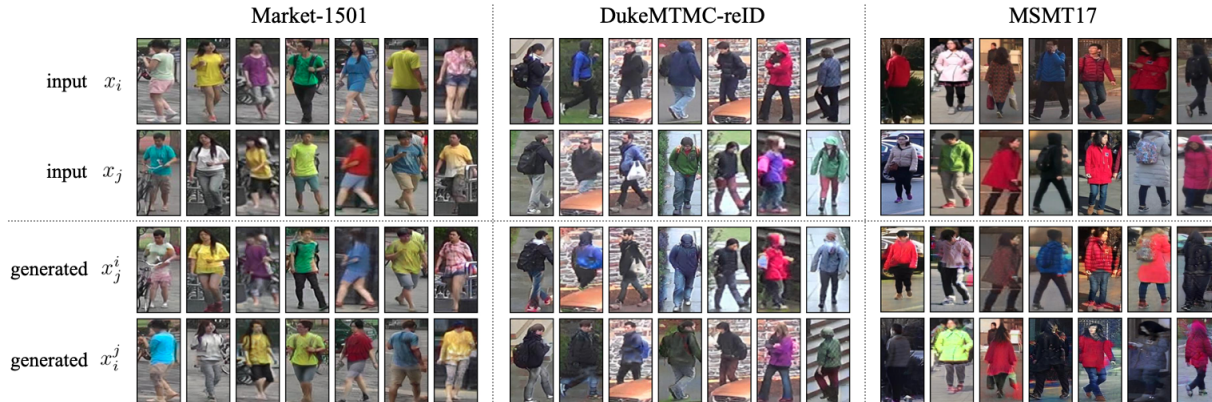 Market-1501 DukeMTMC-reID MSMT17
input x_i
input x_j
generated x_j^i
generated x_i^j